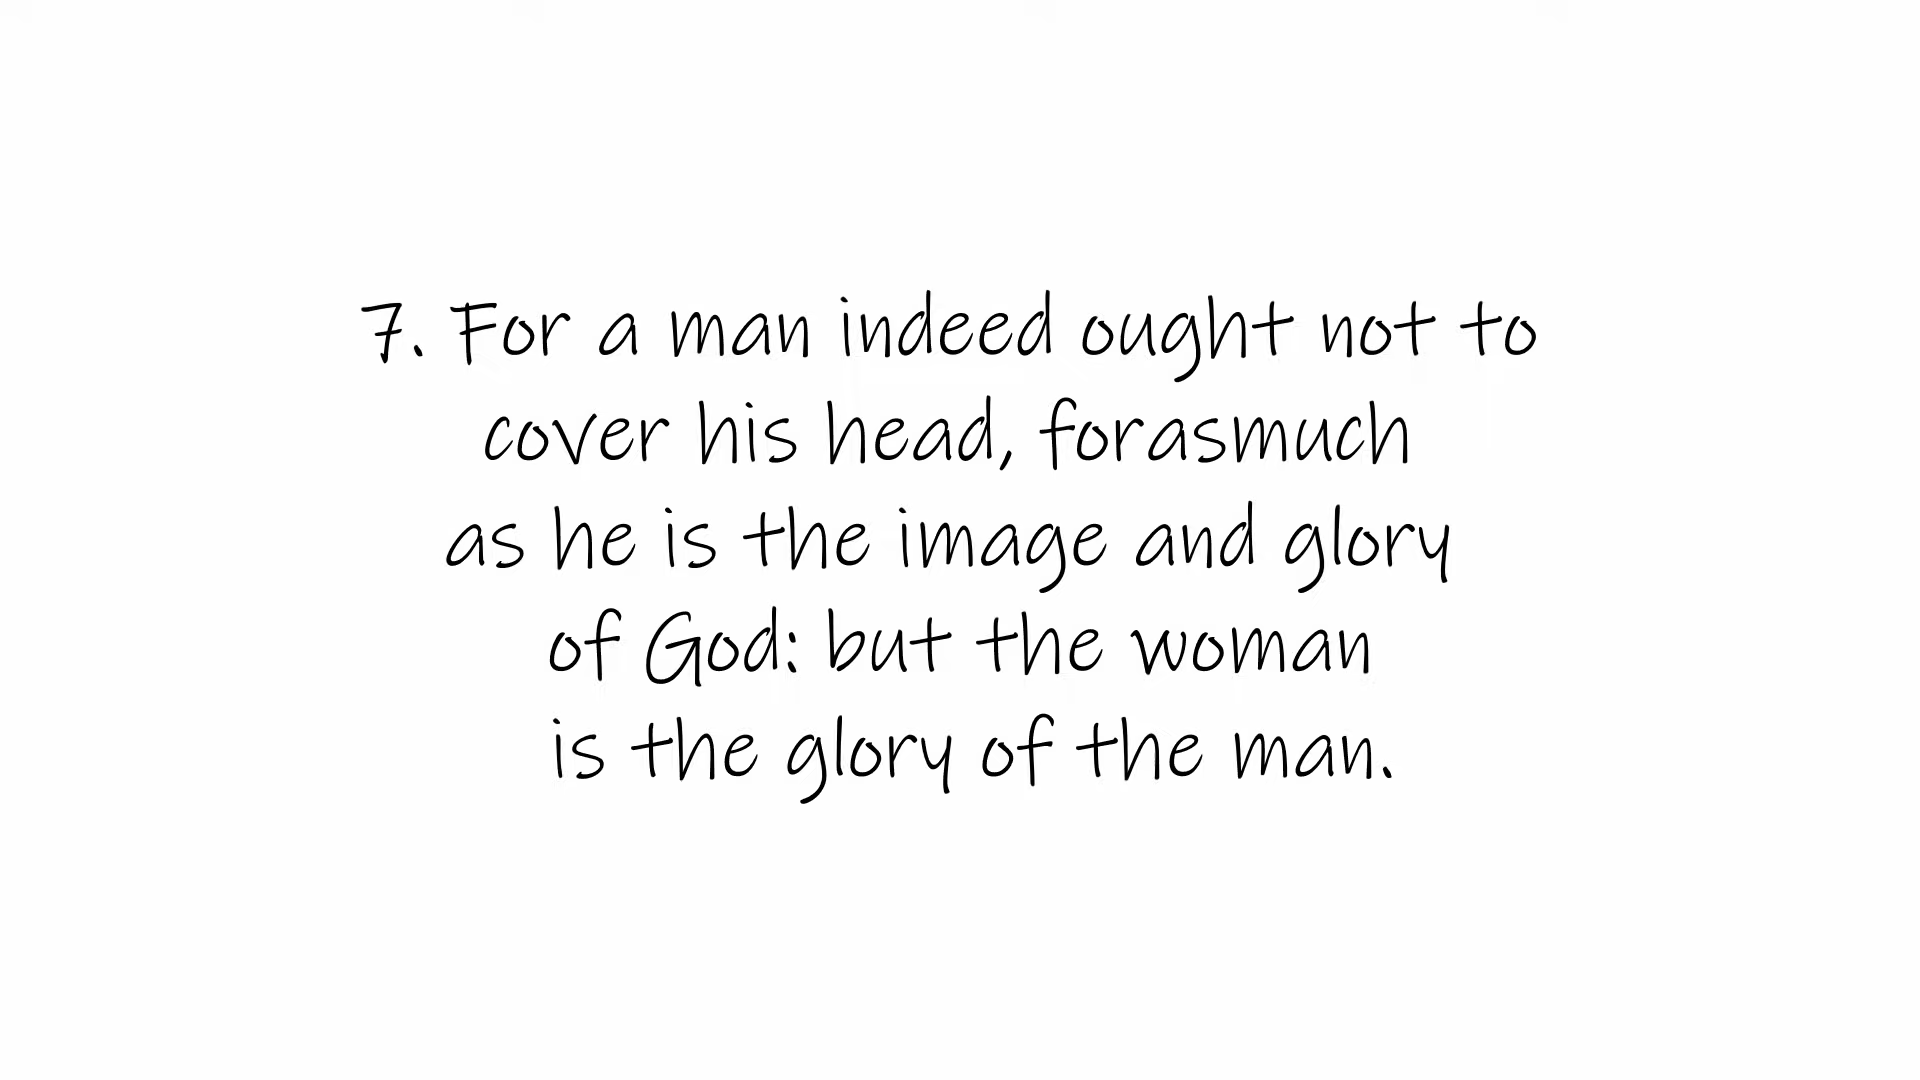 7. For a man indeed ought not to
cover his head, forasmuch
as he is the image and glory
of God: but the woman
is the glory of the man.